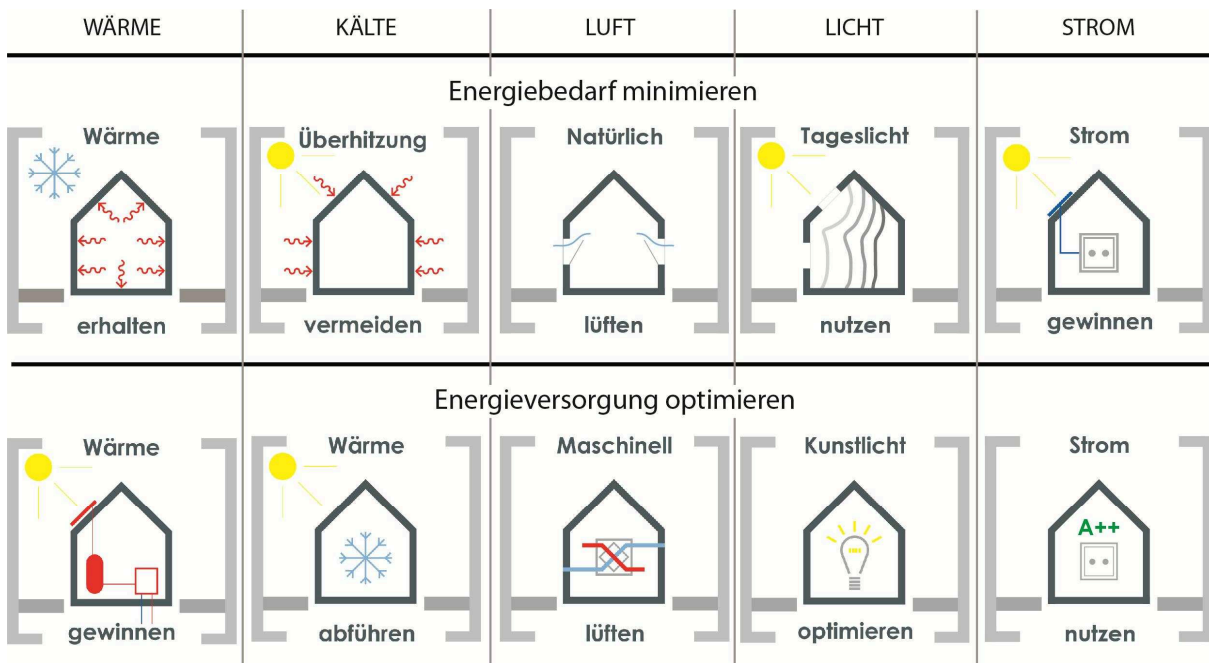 WÄRME
KÄLTE
LUFT
LICHT
STROM
Energiebedarf minimieren
Wärme
erhalten
Überhitzung
vermeiden
Natürlich
lüften
Tageslicht
nutzen
Strom
gewinnen
Energieversorgung optimieren
Wärme
gewinnen
Wärme
abführen
Maschinell
lüften
Kunstlicht
optimieren
Strom
A++
nutzen